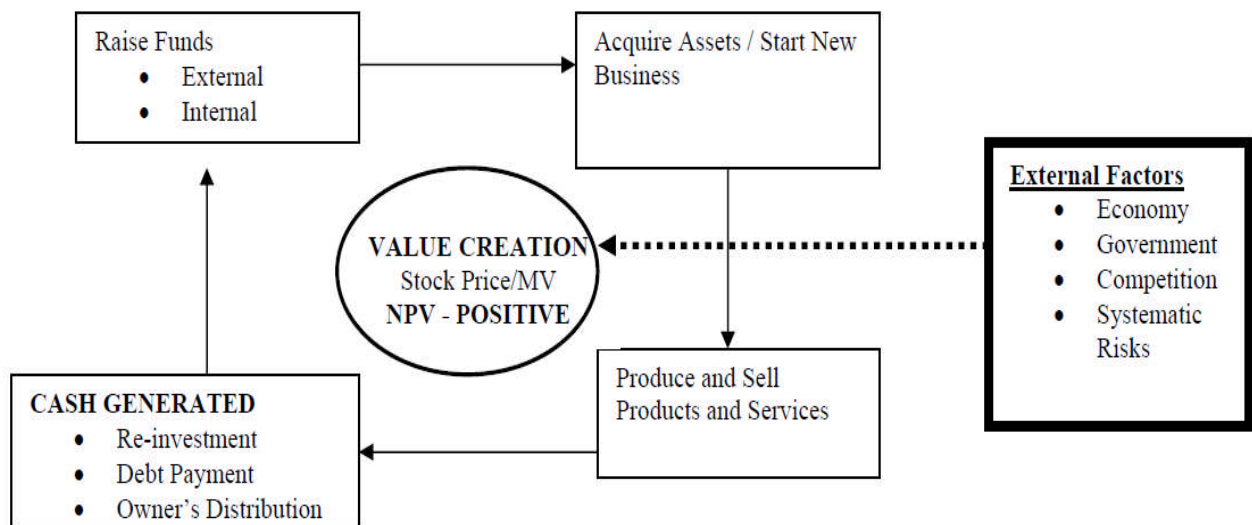 Raise Funds
• External
• Internal
Acquire Assets / Start New
Business
External Factors
• Economy
• Government
• Competition
• Systematic
Risks
VALUE CREATION
Stock Price/MV
NPV - POSITIVE
Produce and Sell
Products and Services
CASH GENERATED
• Re-investment
• Debt Payment
• Owner's Distribution